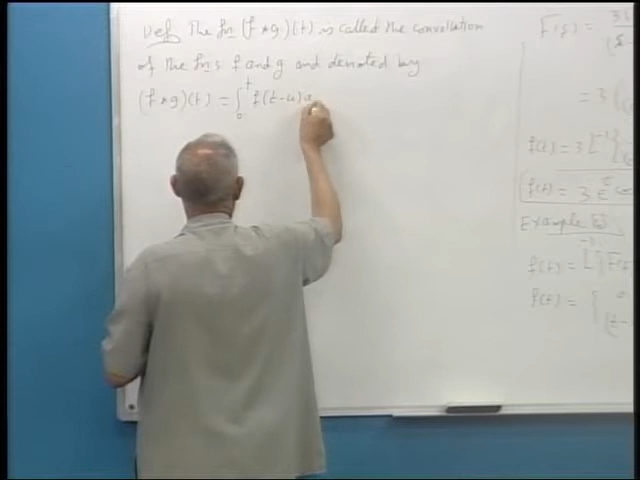 Def The fn (f * g)(t) is called the convolution
of the fns f and g and denoted by
(f * g)(t) = ∫₀ᵗ f(t-u)
F(s) =
= 3
f(t) = 3 L⁻¹{
f(t) = 3 e
Example
f(t) = L⁻¹{F(s
f(t) = {
(t-